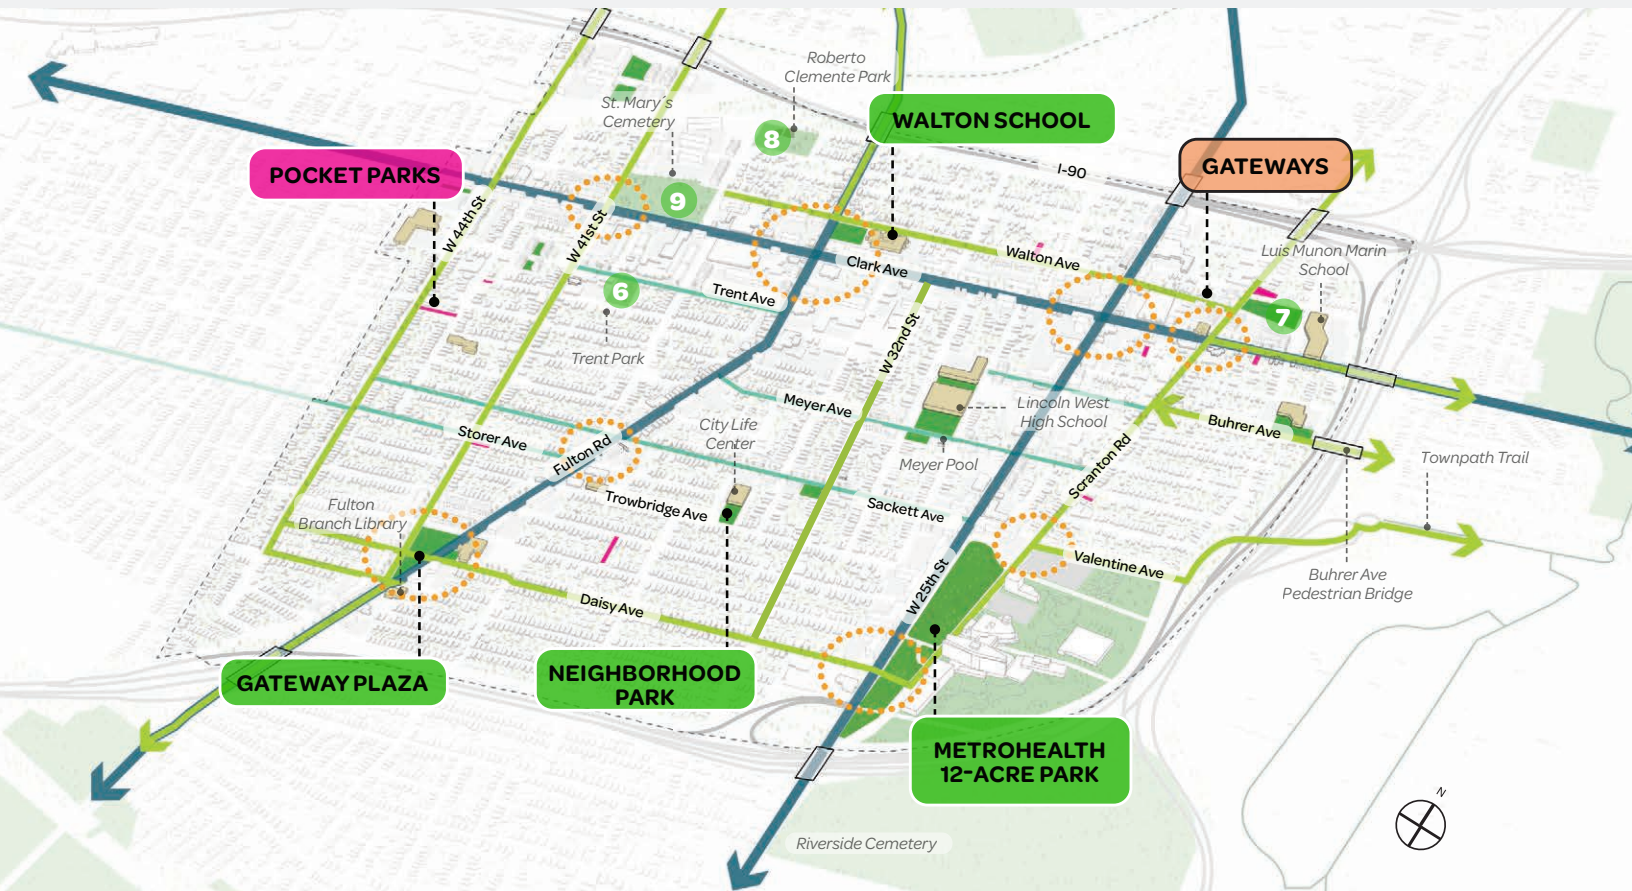 Roberto
Clemente Park
St. Mary's
Cemetery
8
WALTON SCHOOL
POCKET PARKS
I-90
GATEWAYS
9
W 44th St
W 41st St
Luis Munon Marin
School
Walton Ave
Clark Ave
Trent Ave
6
7
Trent Park
W 32nd St
Meyer Ave
Lincoln West
High School
Buhrer Ave
City Life
Center
Storer Ave
Fulton Rd
Meyer Pool
Scranton Rd
Townpath Trail
Trowbridge Ave
Sackett Ave
Fulton
Branch Library
Valentine Ave
W 25th St
Buhrer Ave
Pedestrian Bridge
Daisy Ave
GATEWAY PLAZA
NEIGHBORHOOD
PARK
METROHEALTH
12-ACRE PARK
N
Riverside Cemetery